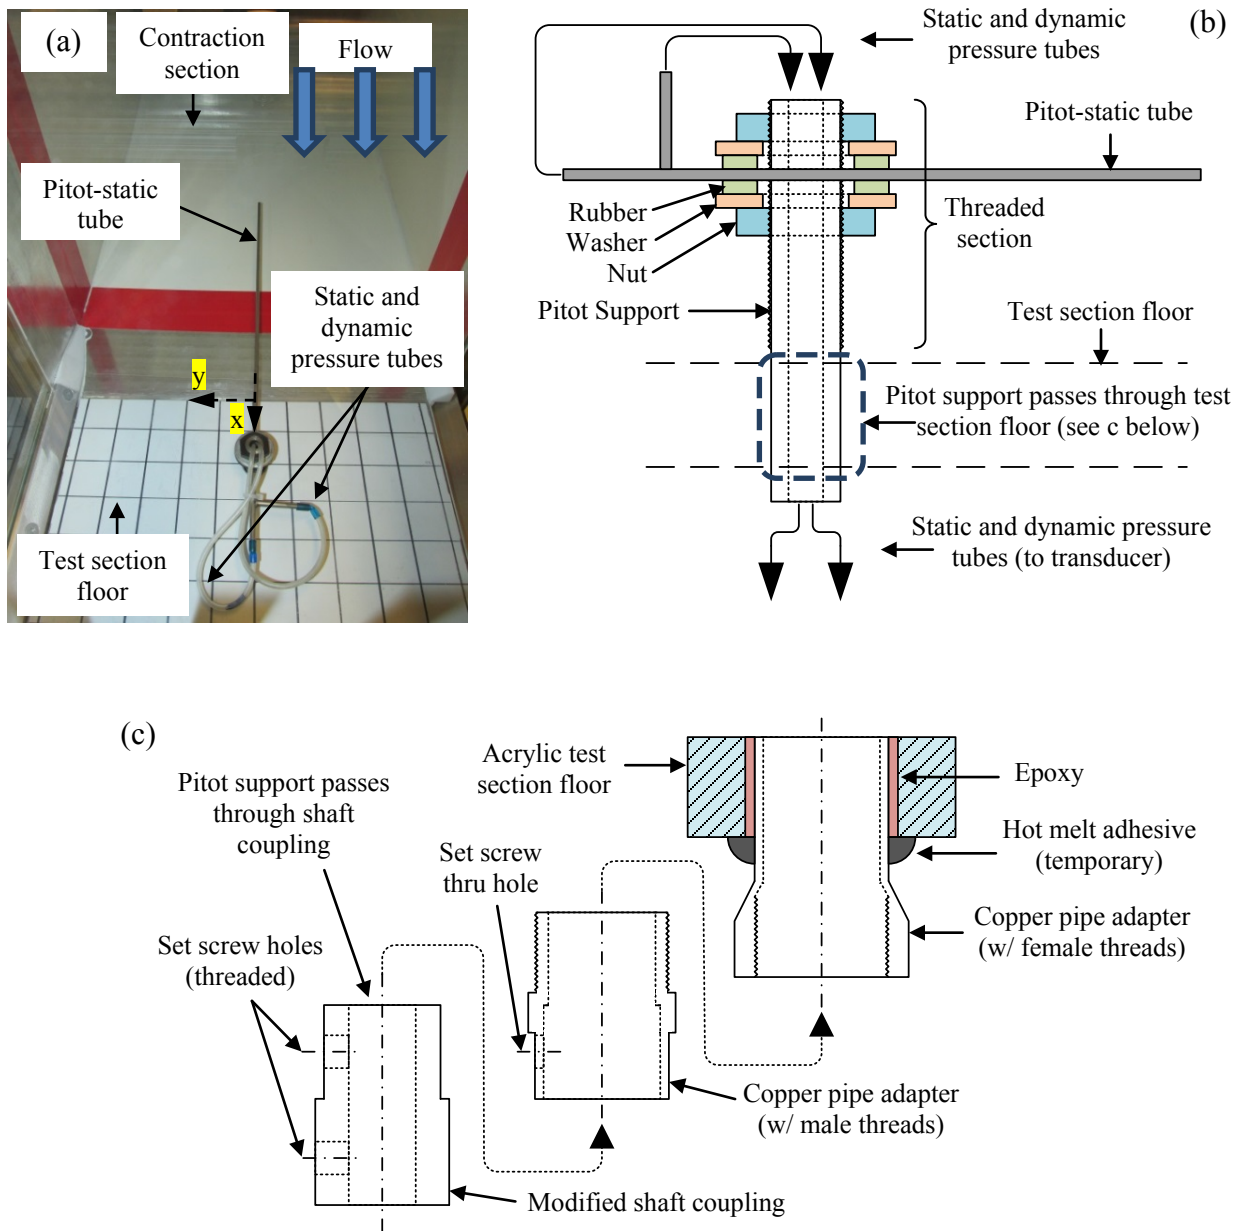 (a)
Contraction
section
Flow
Pitot-static
tube
Static and
dynamic
pressure tubes
y
x
Test section
floor
(b)
Static and dynamic
pressure tubes
Pitot-static tube
Rubber
Washer
Nut
Threaded
section
Pitot Support
Test section floor
Pitot support passes through test
section floor (see c below)
Static and dynamic pressure
tubes (to transducer)
(c)
Pitot support passes
through shaft
coupling
Set screw holes
(threaded)
Set screw
thru hole
Acrylic test
section floor
Epoxy
Hot melt adhesive
(temporary)
Copper pipe adapter
(w/ female threads)
Copper pipe adapter
(w/ male threads)
Modified shaft coupling